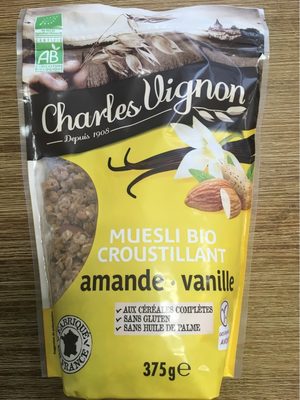 AB
Charles Vignon
Depuis 1908
MUESLI BIO
CROUSTILLANT
amande • vanille
✓ AUX CÉRÉALES COMPLÈTES
✓ SANS GLUTEN
✓ SANS HUILE DE PALME
FABRIQUÉ
FRANCE
375g℮